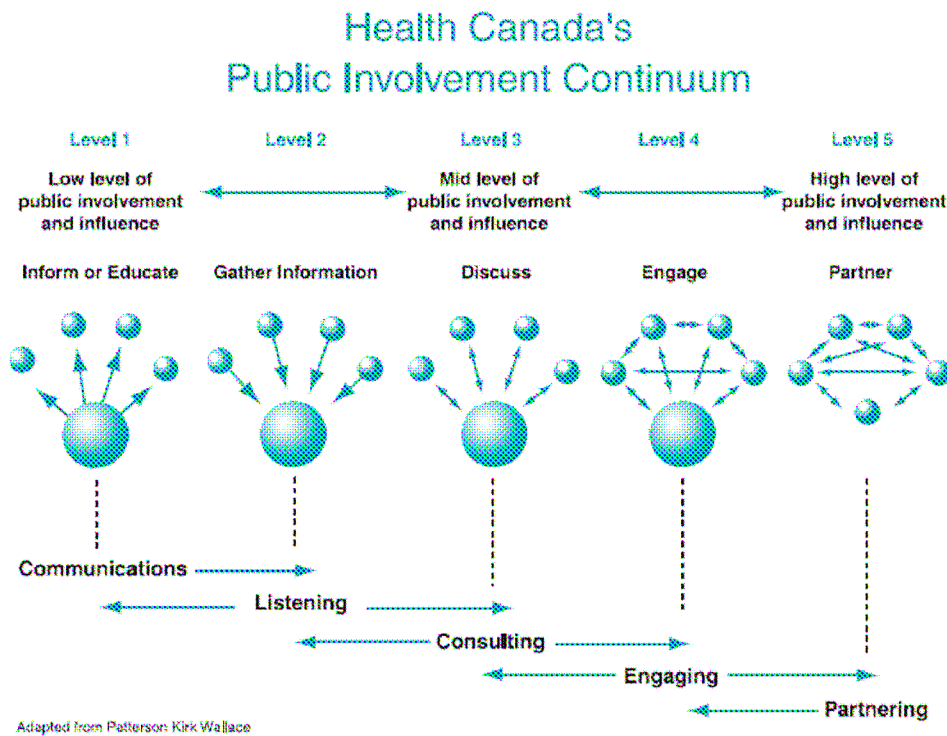 Health Canada's
Public Involvement Continuum
Level 1 Level 2 Level 3 Level 4 Level 5
Low level of public involvement and influence
Mid level of public involvement and influence
High level of public involvement and influence
Inform or Educate Gather Information Discuss Engage Partner
Communications
Listening
Consulting
Engaging
Partnering
Adapted from Patterson Kirk Wallace